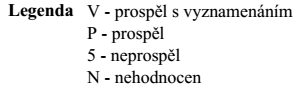 Legenda V - prospěl s vyznamenáním
P - prospěl
5 - neprospěl
N - nehodnocen